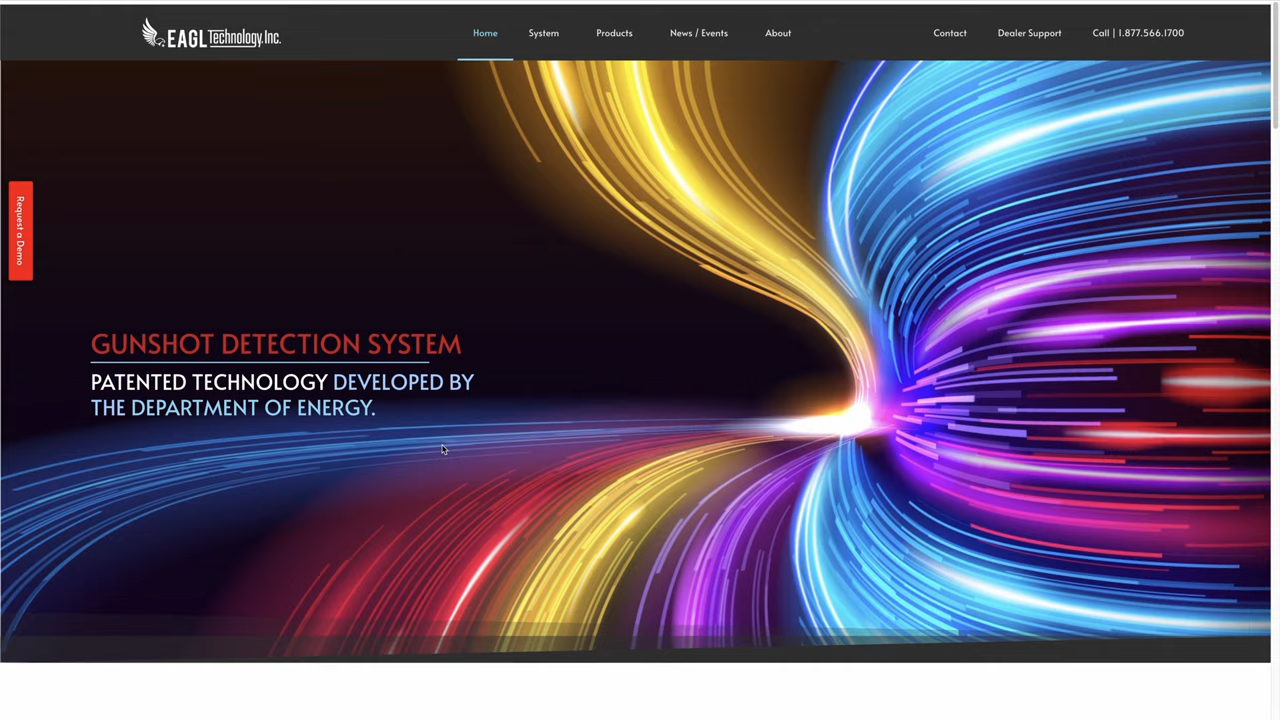 EAGL Technology, Inc.
Home
System
Products
News / Events
About
Contact
Dealer Support
Call | 1.877.566.1700
Request a Demo
GUNSHOT DETECTION SYSTEM
PATENTED TECHNOLOGY DEVELOPED BY
THE DEPARTMENT OF ENERGY.